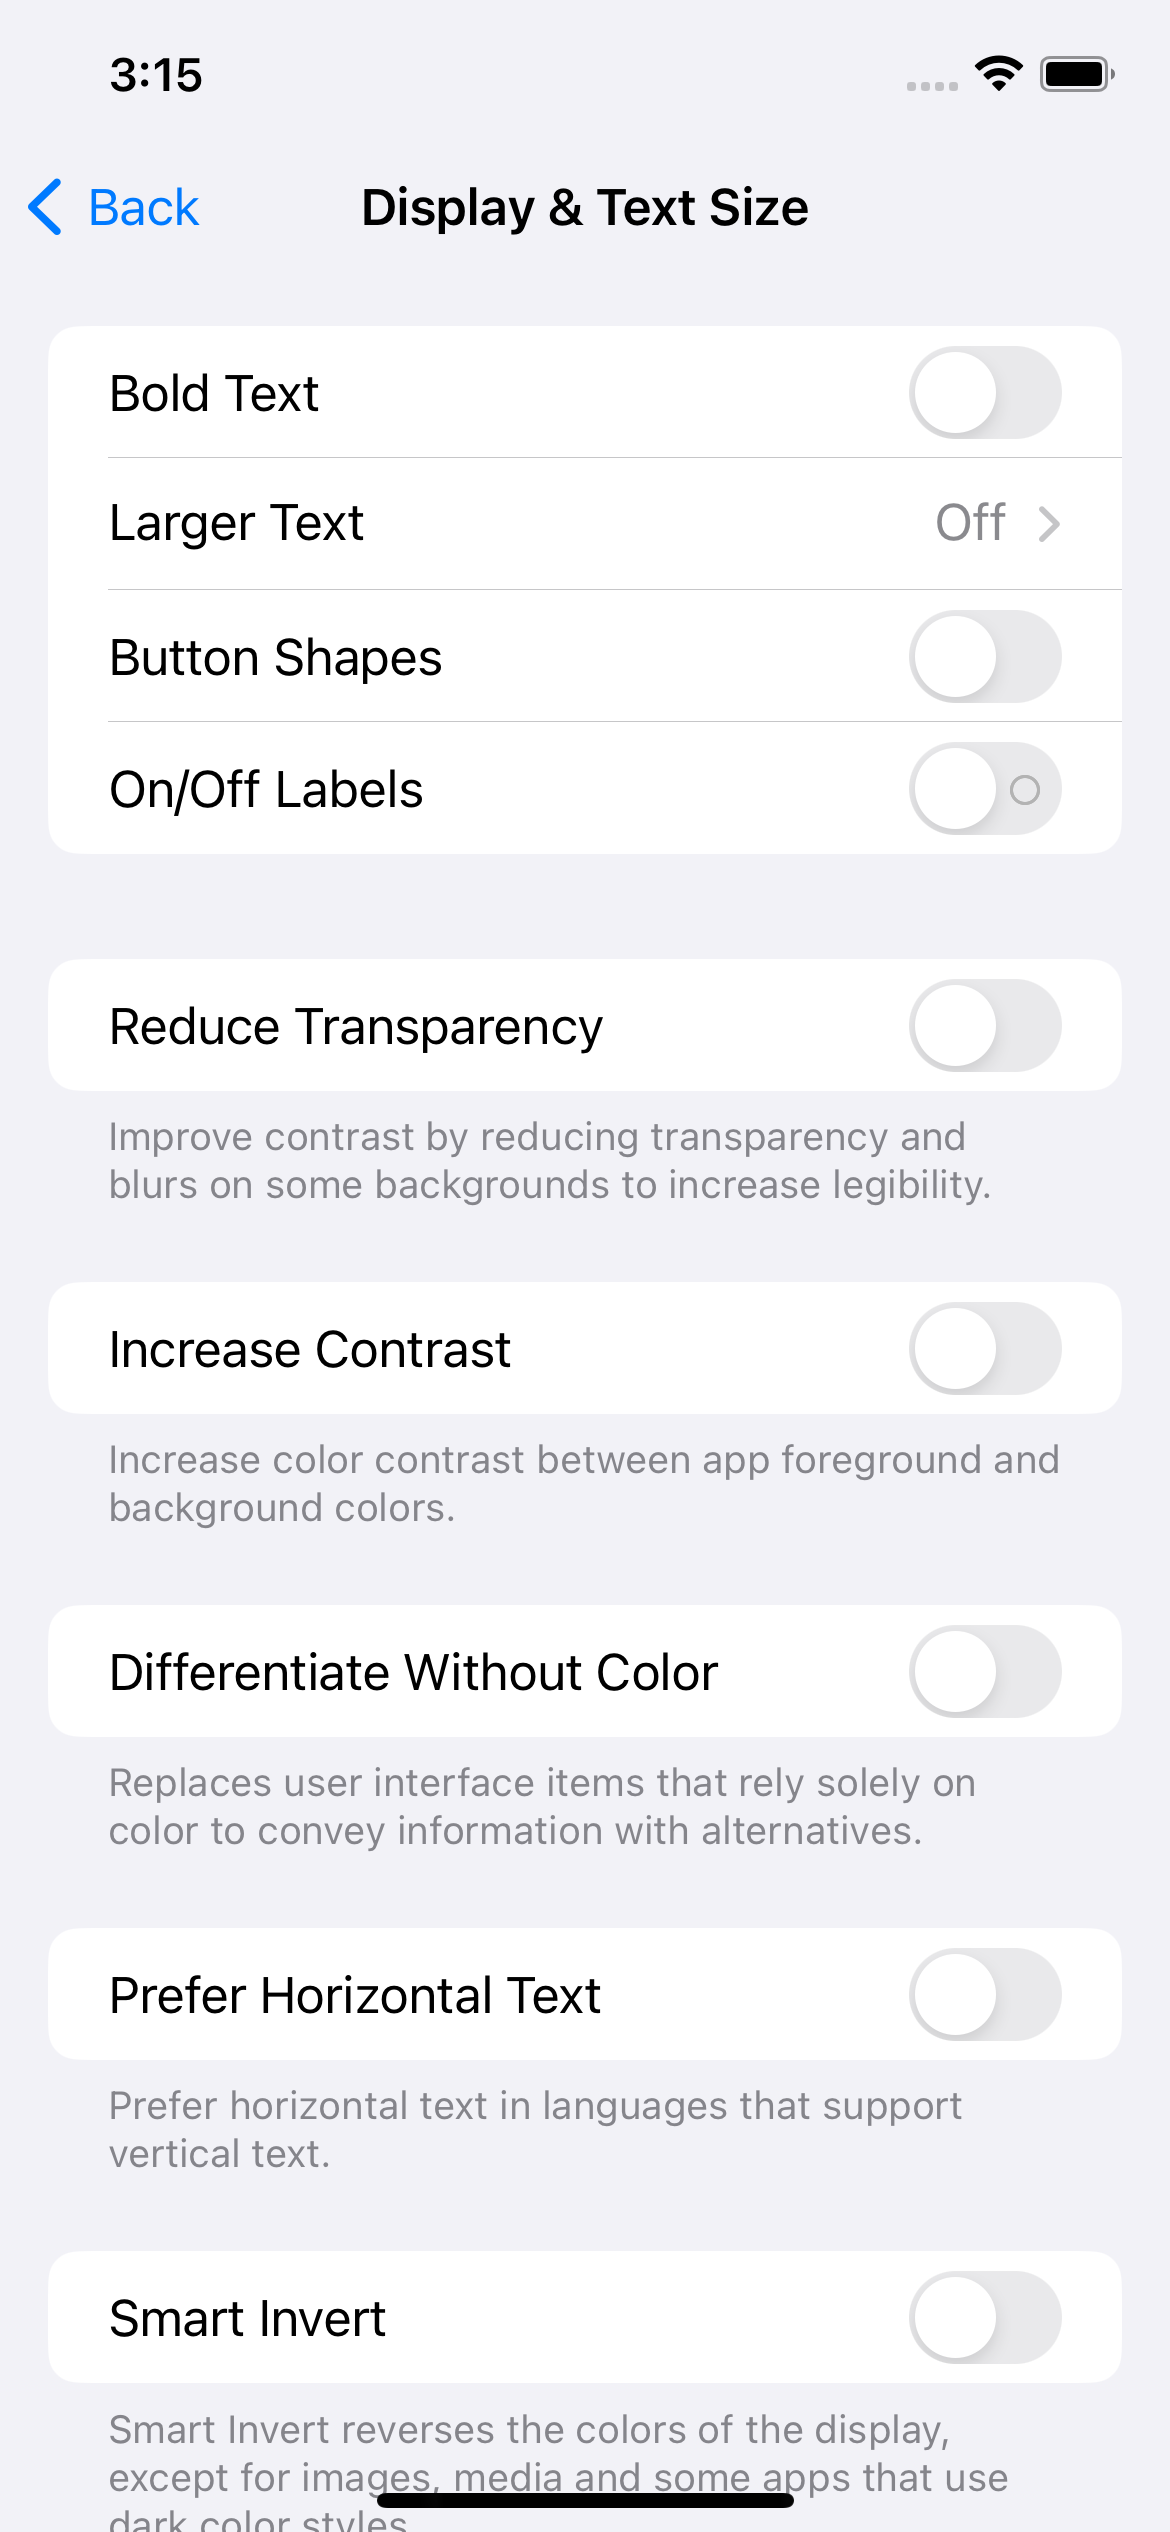 3:15
Back
Display & Text Size
Bold Text
Larger Text
Off
Button Shapes
On/Off Labels
Reduce Transparency
Improve contrast by reducing transparency and
blurs on some backgrounds to increase legibility.
Increase Contrast
Increase color contrast between app foreground and
background colors.
Differentiate Without Color
Replaces user interface items that rely solely on
color to convey information with alternatives.
Prefer Horizontal Text
Prefer horizontal text in languages that support
vertical text.
Smart Invert
Smart Invert reverses the colors of the display,
except for images, media and some apps that use
dark color styles.